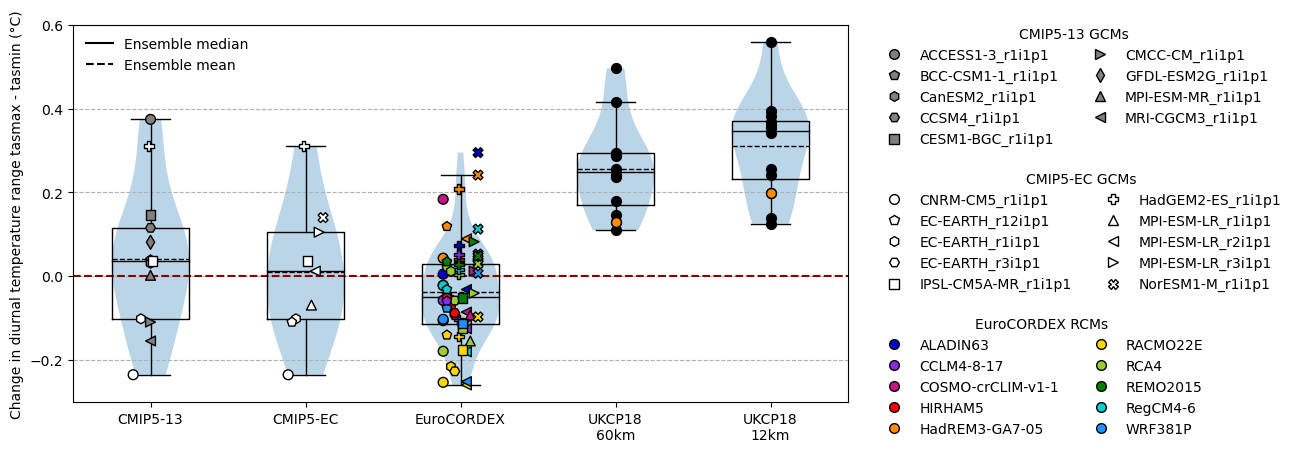 Change in diurnal temperature range tasmax - tasmin (°C)
0.6
0.4
0.2
0.0
−0.2
Ensemble median
Ensemble mean
CMIP5-13
CMIP5-EC
EuroCORDEX
UKCP18
60km
UKCP18
12km
CMIP5-13 GCMs
ACCESS1-3_r1i1p1
BCC-CSM1-1_r1i1p1
CanESM2_r1i1p1
CCSM4_r1i1p1
CESM1-BGC_r1i1p1
CMCC-CM_r1i1p1
GFDL-ESM2G_r1i1p1
MPI-ESM-MR_r1i1p1
MRI-CGCM3_r1i1p1
CMIP5-EC GCMs
CNRM-CM5_r1i1p1
EC-EARTH_r12i1p1
EC-EARTH_r1i1p1
EC-EARTH_r3i1p1
IPSL-CM5A-MR_r1i1p1
HadGEM2-ES_r1i1p1
MPI-ESM-LR_r1i1p1
MPI-ESM-LR_r2i1p1
MPI-ESM-LR_r3i1p1
NorESM1-M_r1i1p1
EuroCORDEX RCMs
ALADIN63
CCLM4-8-17
COSMO-crCLIM-v1-1
HIRHAM5
HadREM3-GA7-05
RACMO22E
RCA4
REMO2015
RegCM4-6
WRF381P